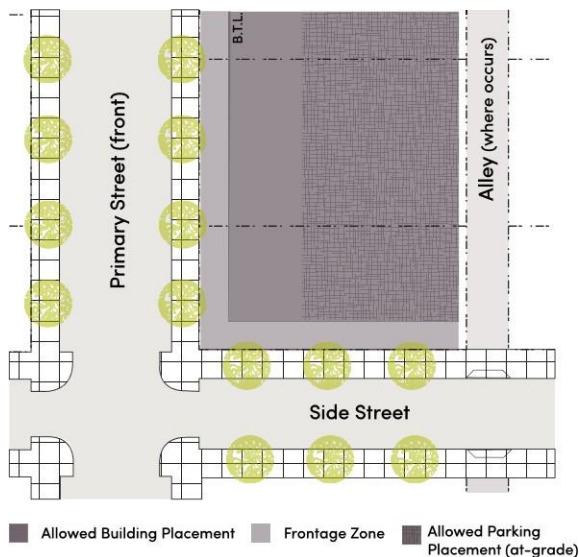 B.T.L.
Primary Street (front)
Alley (where occurs)
Side Street
Allowed Building Placement
Frontage Zone
Allowed Parking
Placement (at-grade)